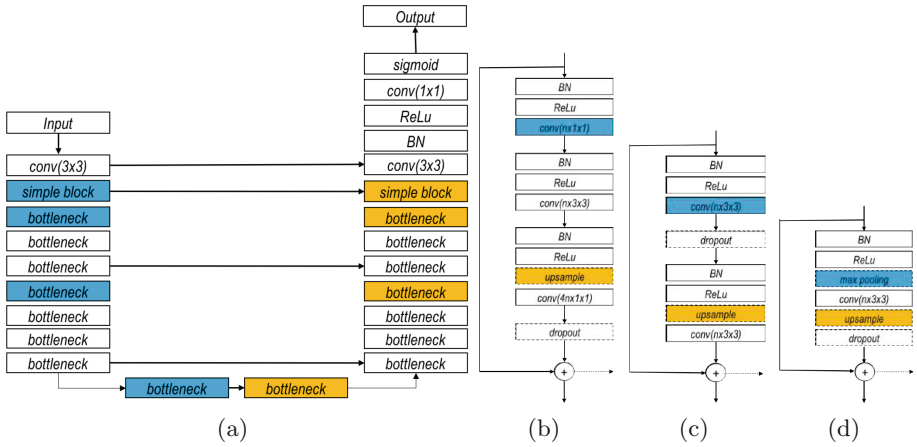 Input
conv(3x3)
simple block
bottleneck
bottleneck
bottleneck
bottleneck
bottleneck
bottleneck
bottleneck
bottleneck
bottleneck
Output
sigmoid
conv(1x1)
ReLu
BN
conv(3x3)
simple block
bottleneck
bottleneck
bottleneck
bottleneck
bottleneck
bottleneck
bottleneck
(a)
BN
ReLu
conv(nx1x1)
BN
ReLu
conv(nx3x3)
BN
ReLu
upsample
conv(4nx1x1)
dropout
+
(b)
BN
ReLu
conv(nx3x3)
dropout
BN
ReLu
upsample
conv(nx3x3)
+
(c)
BN
ReLu
max pooling
conv(nx3x3)
upsample
dropout
+
(d)